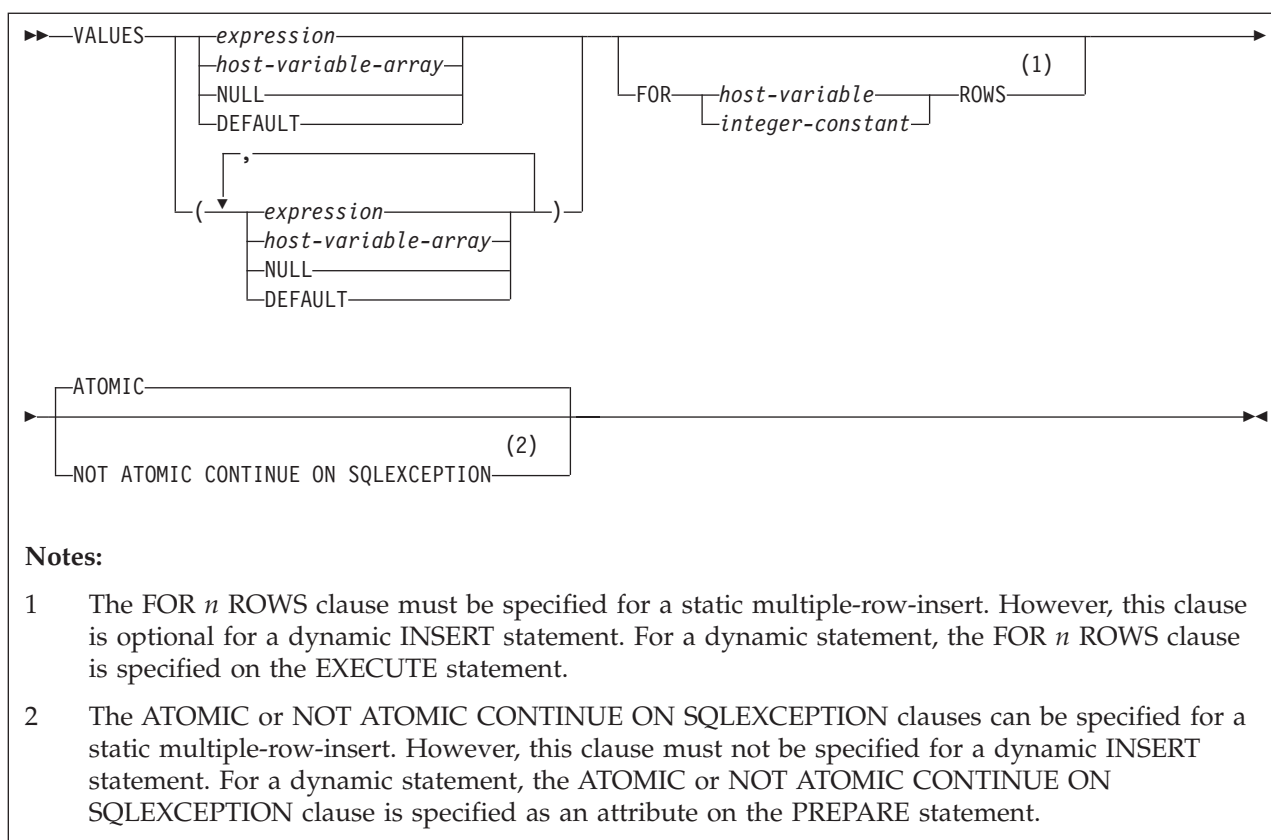 VALUES
expression
host-variable-array
NULL
DEFAULT
(1)
FOR
host-variable
integer-constant
ROWS
,
(
expression
host-variable-array
NULL
DEFAULT
)
ATOMIC
(2)
NOT ATOMIC CONTINUE ON SQLEXCEPTION
Notes:
1 The FOR n ROWS clause must be specified for a static multiple-row-insert. However, this clause
is optional for a dynamic INSERT statement. For a dynamic statement, the FOR n ROWS clause
is specified on the EXECUTE statement.
2 The ATOMIC or NOT ATOMIC CONTINUE ON SQLEXCEPTION clauses can be specified for a
static multiple-row-insert. However, this clause must not be specified for a dynamic INSERT
statement. For a dynamic statement, the ATOMIC or NOT ATOMIC CONTINUE ON
SQLEXCEPTION clause is specified as an attribute on the PREPARE statement.